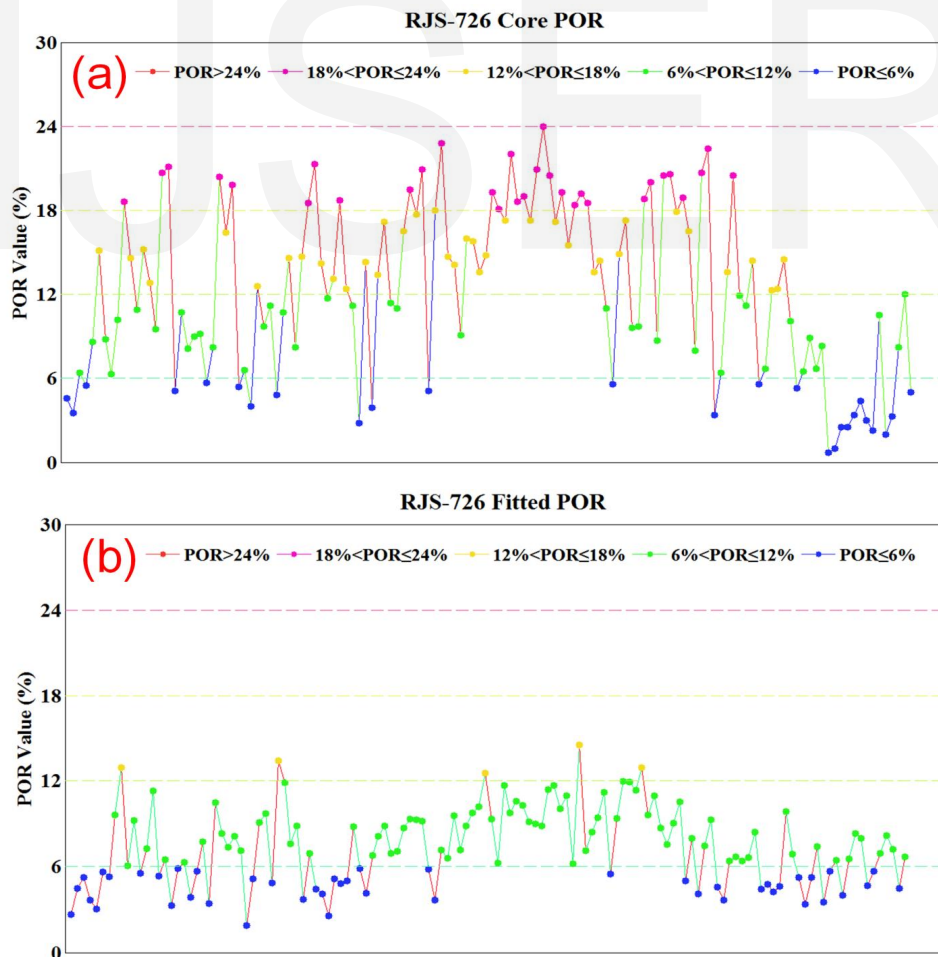 IJSER
RJS-726 Core POR
(a)
POR>24% 18%<POR≤24% 12%<POR≤18% 6%<POR≤12% POR≤6%
POR Value (%)
30
24
18
12
6
0
RJS-726 Fitted POR
(b)
POR>24% 18%<POR≤24% 12%<POR≤18% 6%<POR≤12% POR≤6%
POR Value (%)
30
24
18
12
6
0